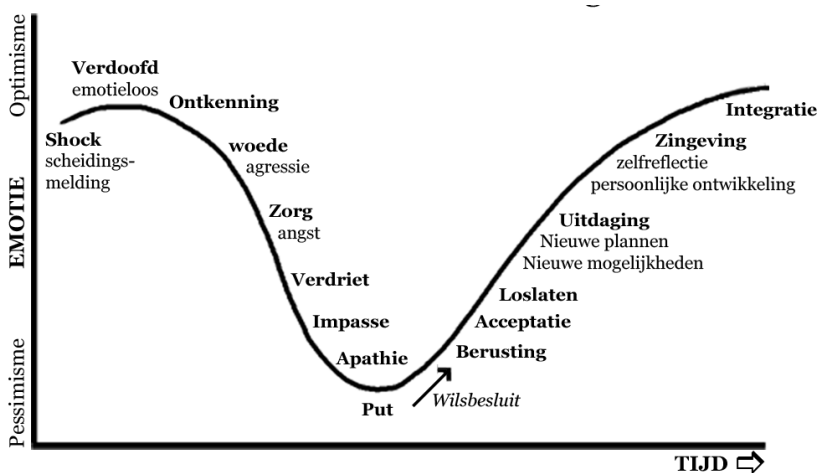 Optimisme
EMOTIE
Pessimisme
Verdoofd
emotieloos
Ontkenning
Shock
scheidings-
melding
woede
agressie
Zorg
angst
Verdriet
Impasse
Apathie
Put
Wilsbesluit
Berusting
Acceptatie
Loslaten
Uitdaging
Nieuwe plannen
Nieuwe mogelijkheden
Zingeving
zelfreflectie
persoonlijke ontwikkeling
Integratie
TIJD